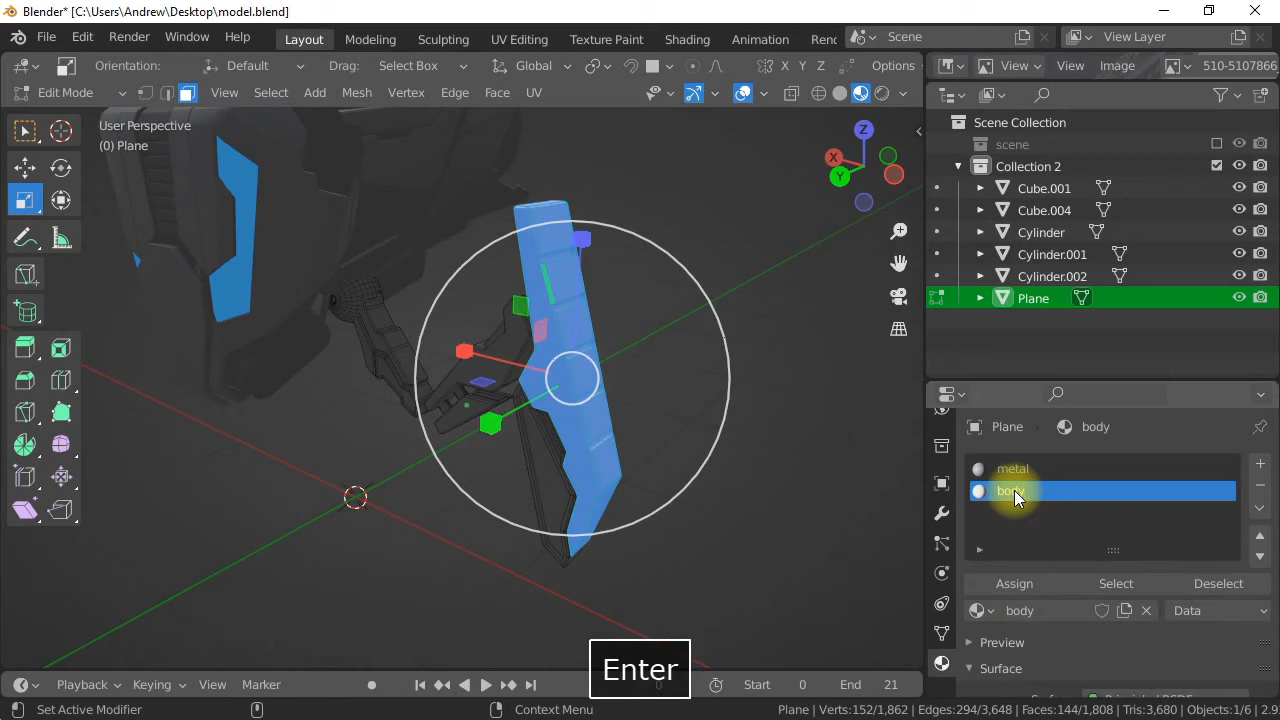 Blender* [C:\Users\Andrew\Desktop\model.blend]
File Edit Render Window Help Layout Modeling Sculpting UV Editing Texture Paint Shading Animation Scene View Layer
Orientation: Default Drag: Select Box Global X Y Z Options View View Image 510-5107866
Edit Mode View Select Add Mesh Vertex Edge Face UV
User Perspective
(0) Plane
Z
X
Y
Scene Collection
scene
Collection 2
Cube.001
Cube.004
Cylinder
Cylinder.001
Cylinder.002
Plane
Plane body
metal
body
Assign Select Deselect
body Data
Preview
Surface
Enter
Playback Keying View Marker 0 Start 0 End 21
Set Active Modifier Context Menu Plane | Verts:152/1,862 | Edges:294/3,648 | Faces:144/1,808 | Tris:3,680 | Objects:1/6 | 2.9